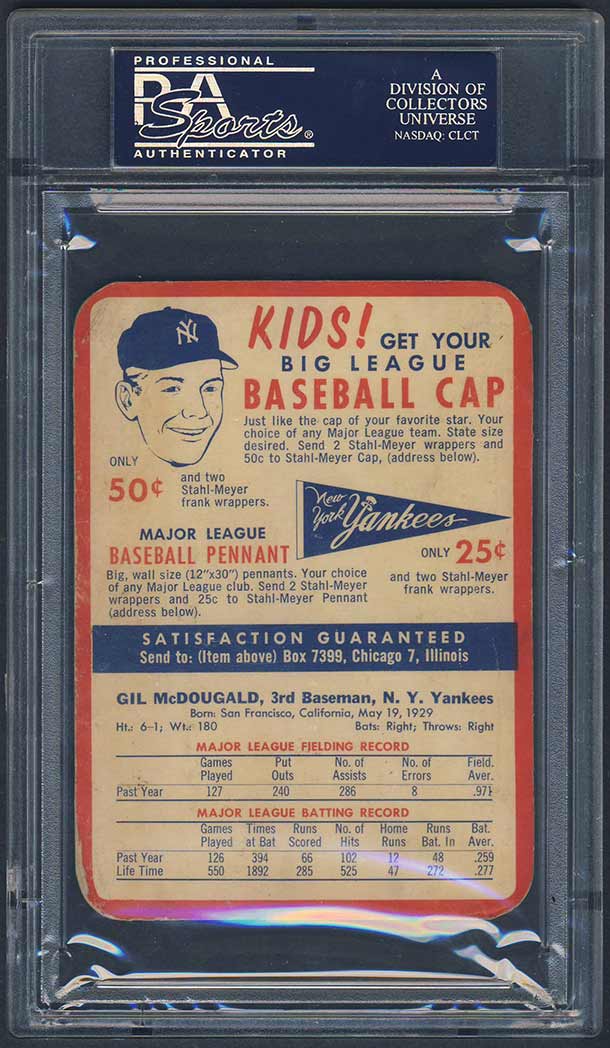 PROFESSIONAL
PSA
Sports®
AUTHENTICATOR
A
DIVISION OF
COLLECTORS
UNIVERSE
NASDAQ: CLCT
NY
KIDS! GET YOUR
BIG LEAGUE
BASEBALL CAP
Just like the cap of your favorite star. Your
choice of any Major League team. State size
desired. Send 2 Stahl-Meyer wrappers and
50c to Stahl-Meyer Cap, (address below).
ONLY
50¢ and two
Stahl-Meyer
frank wrappers.
New York Yankees
MAJOR LEAGUE
BASEBALL PENNANT
Big, wall size (12"x30") pennants. Your choice
of any Major League club. Send 2 Stahl-Meyer
wrappers and 25c to Stahl-Meyer Pennant
(address below).
ONLY 25¢
and two Stahl-Meyer
frank wrappers.
SATISFACTION GUARANTEED
Send to: (Item above) Box 7399, Chicago 7, Illinois
GIL McDOUGALD, 3rd Baseman, N. Y. Yankees
Born: San Francisco, California, May 19, 1929
Ht.: 6-1; Wt.: 180 Bats: Right; Throws: Right
MAJOR LEAGUE FIELDING RECORD
Games Put No. of No. of Field.
Played Outs Assists Errors Aver.
Past Year 127 240 286 8 .971
MAJOR LEAGUE BATTING RECORD
Games Times Runs No. of Home Runs Bat.
Played at Bat Scored Hits Runs Bat. In Aver.
Past Year 126 394 66 102 12 48 .259
Life Time 550 1892 285 525 47 272 .277